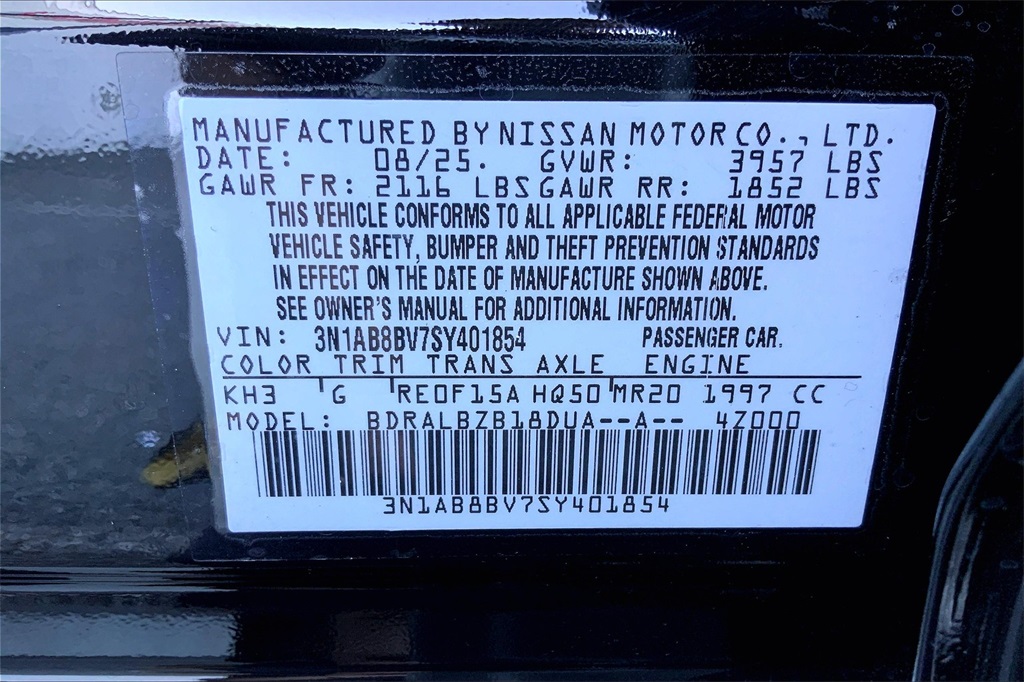 MANUFACTURED BY NISSAN MOTOR CO., LTD.
DATE: 08/25. GVWR: 3957 LBS
GAWR FR: 2116 LBS GAWR RR: 1852 LBS
THIS VEHICLE CONFORMS TO ALL APPLICABLE FEDERAL MOTOR
VEHICLE SAFETY, BUMPER AND THEFT PREVENTION STANDARDS
IN EFFECT ON THE DATE OF MANUFACTURE SHOWN ABOVE.
SEE OWNER'S MANUAL FOR ADDITIONAL INFORMATION.
VIN: 3N1AB8BV7SY401854 PASSENGER CAR.
COLOR TRIM TRANS AXLE ENGINE
KH3 G RE0F15A HQ50 MR20 1997 CC
MODEL: BDRALBZB18DUA--A-- 4Z000
3N1AB8BV7SY401854